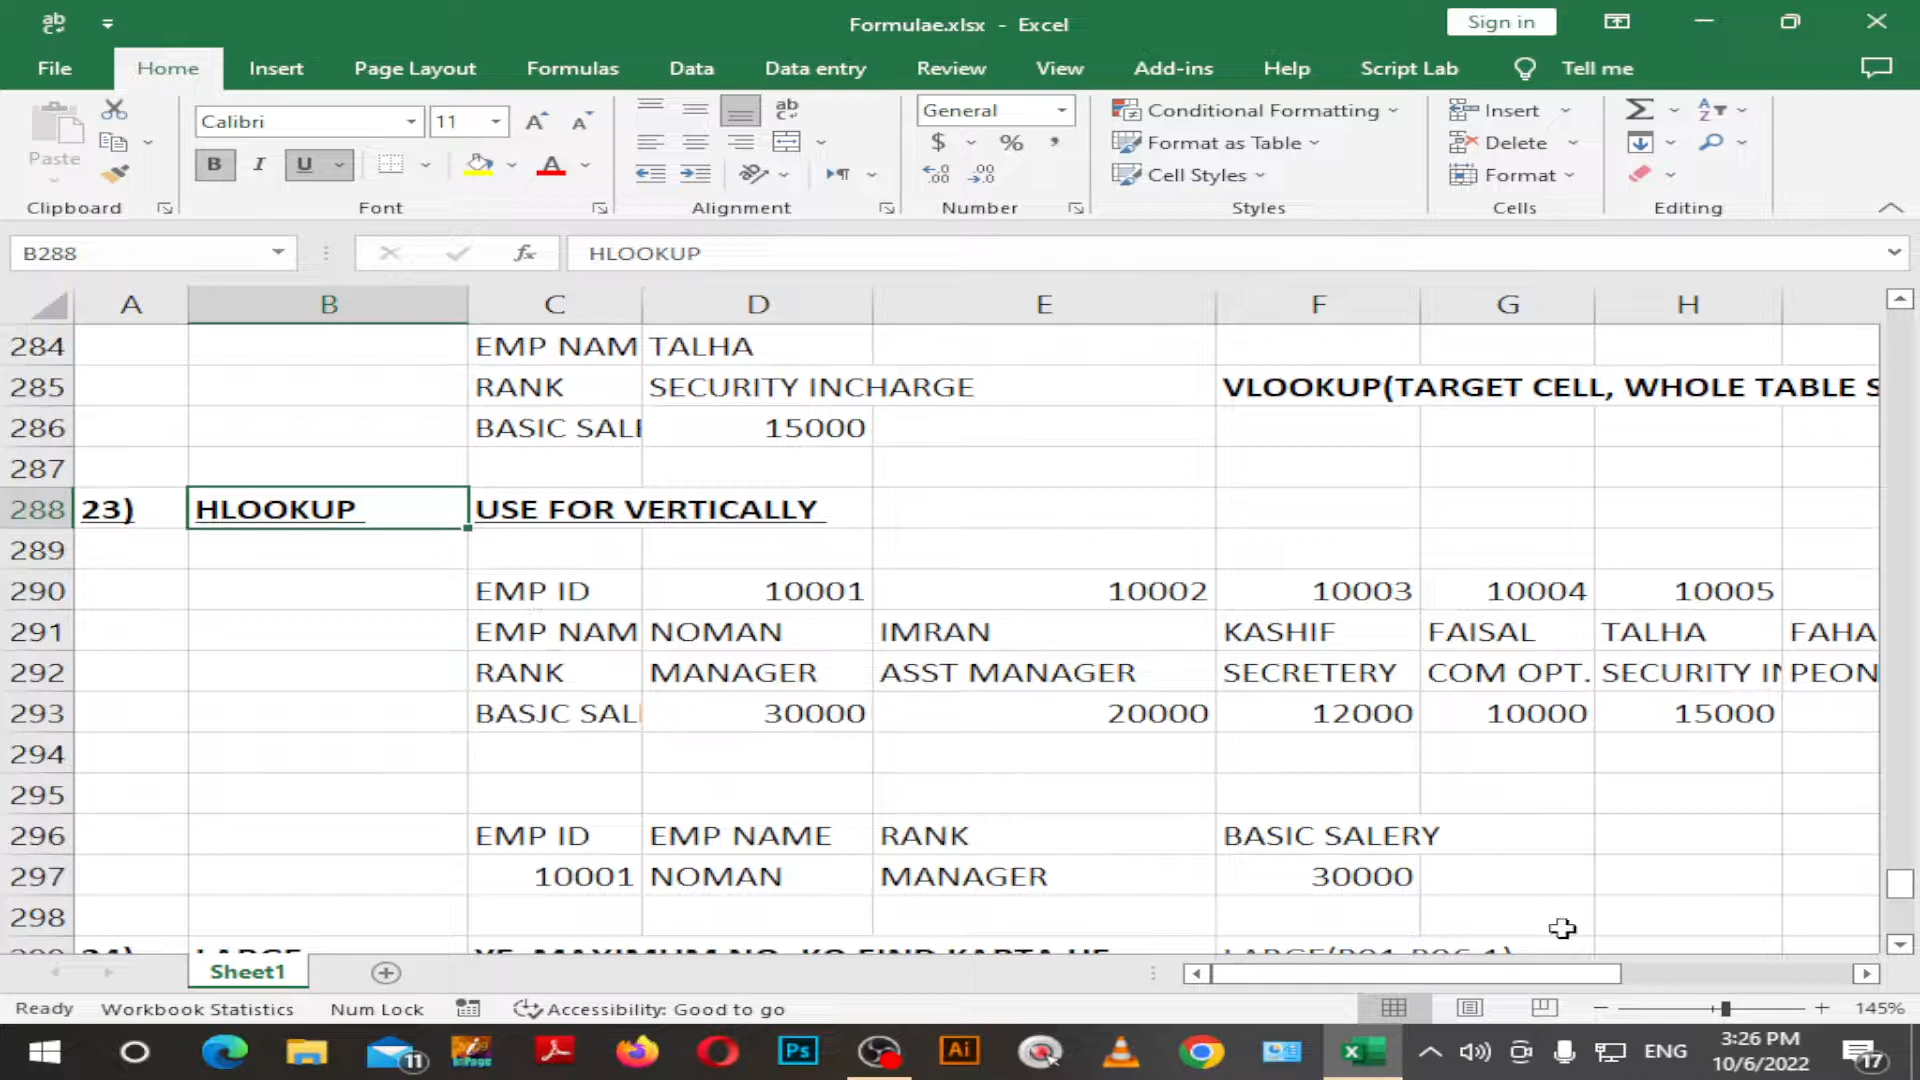 Formulae.xlsx - Excel
Sign in
File Home Insert Page Layout Formulas Data Data entry Review View Add-ins Help Script Lab Tell me
Paste
Calibri 11
B I U
General
$ % ,
Conditional Formatting
Format as Table
Cell Styles
Insert
Delete
Format
Clipboard Font Alignment Number Styles Cells Editing
B288 fx HLOOKUP
A B C D E F G H
284 EMP NAM TALHA
285 RANK SECURITY INCHARGE VLOOKUP(TARGET CELL, WHOLE TABLE S
286 BASIC SAL 15000
287
288 23) HLOOKUP USE FOR VERTICALLY
289
290 EMP ID 10001 10002 10003 10004 10005
291 EMP NAM NOMAN IMRAN KASHIF FAISAL TALHA FAHA
292 RANK MANAGER ASST MANAGER SECRETERY COM OPT. SECURITY IN PEON
293 BASJC SAL 30000 20000 12000 10000 15000
294
295
296 EMP ID EMP NAME RANK BASIC SALERY
297 10001 NOMAN MANAGER 30000
298
Sheet1
Ready Workbook Statistics Num Lock Accessibility: Good to go 145%
11 Ps Ai ENG 3:26 PM 17
10/6/2022